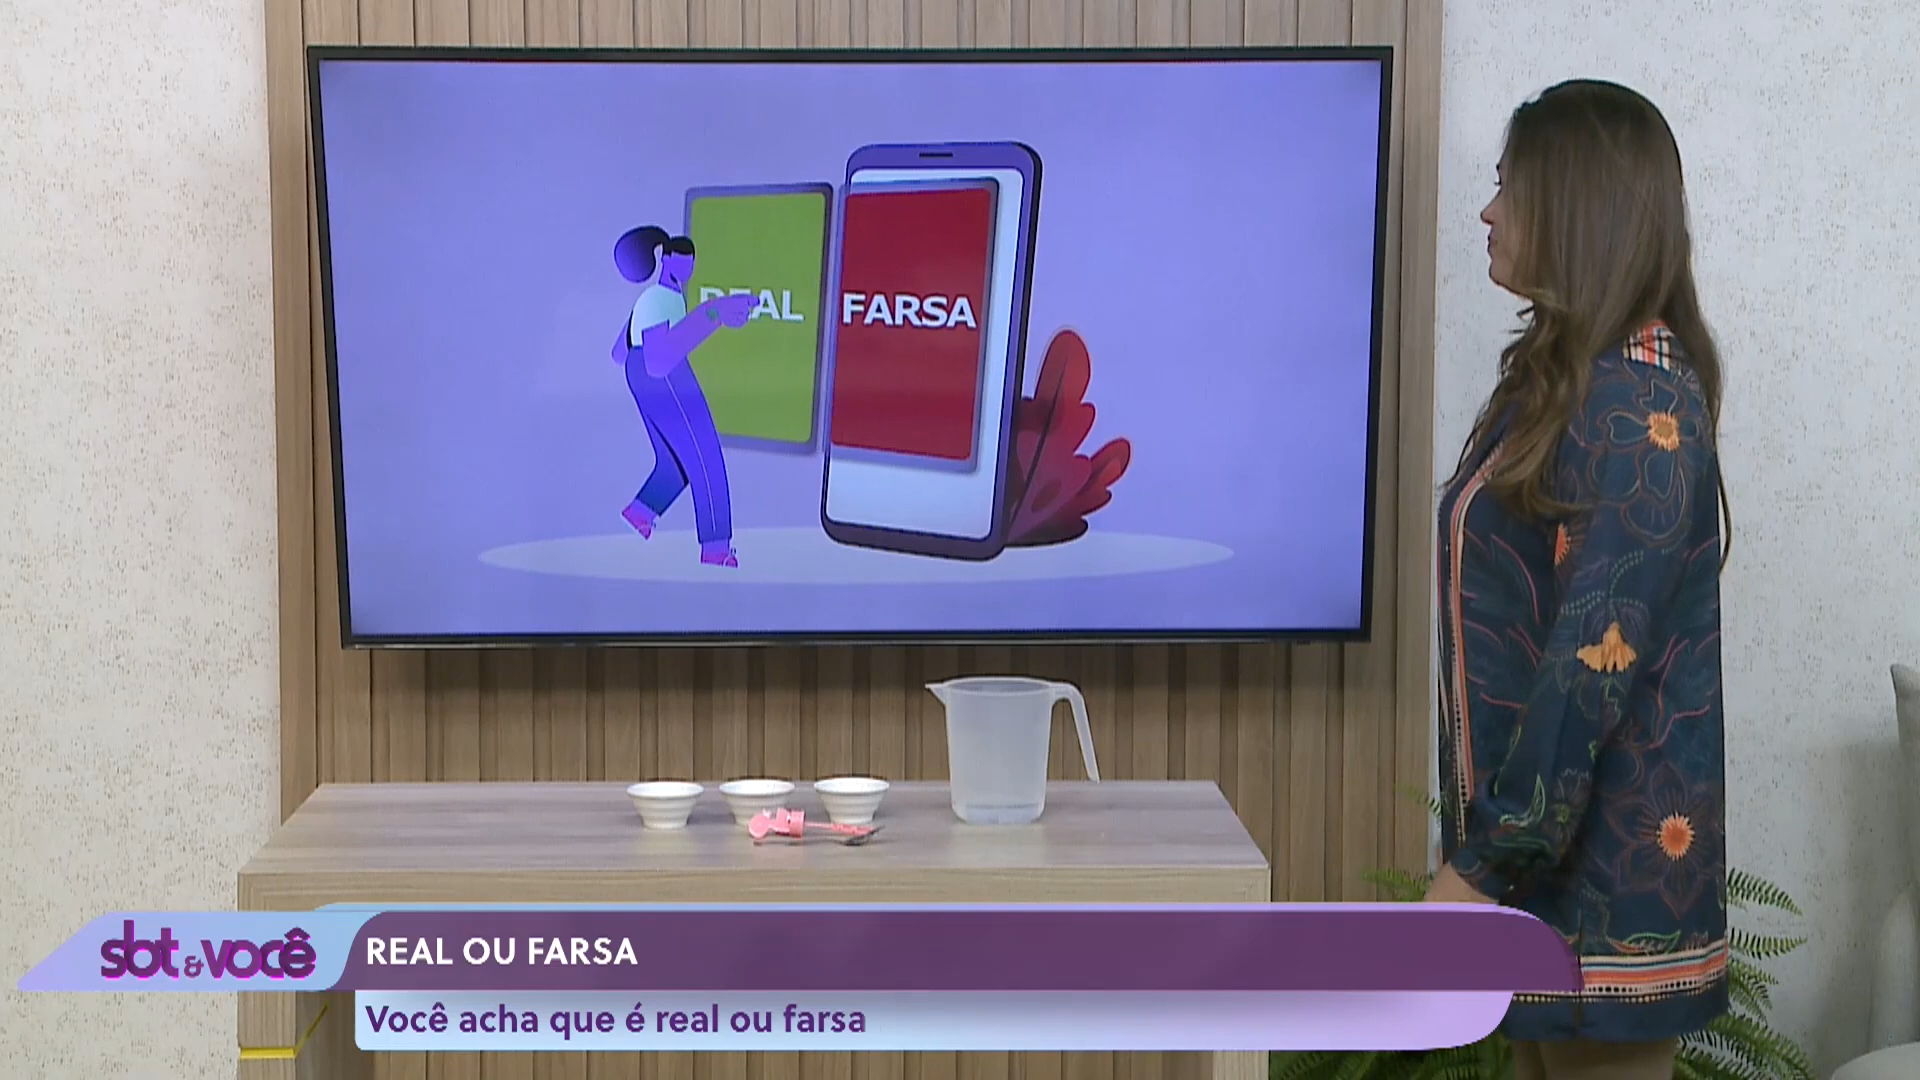 REAL
FARSA
sbt&você
REAL OU FARSA
Você acha que é real ou farsa